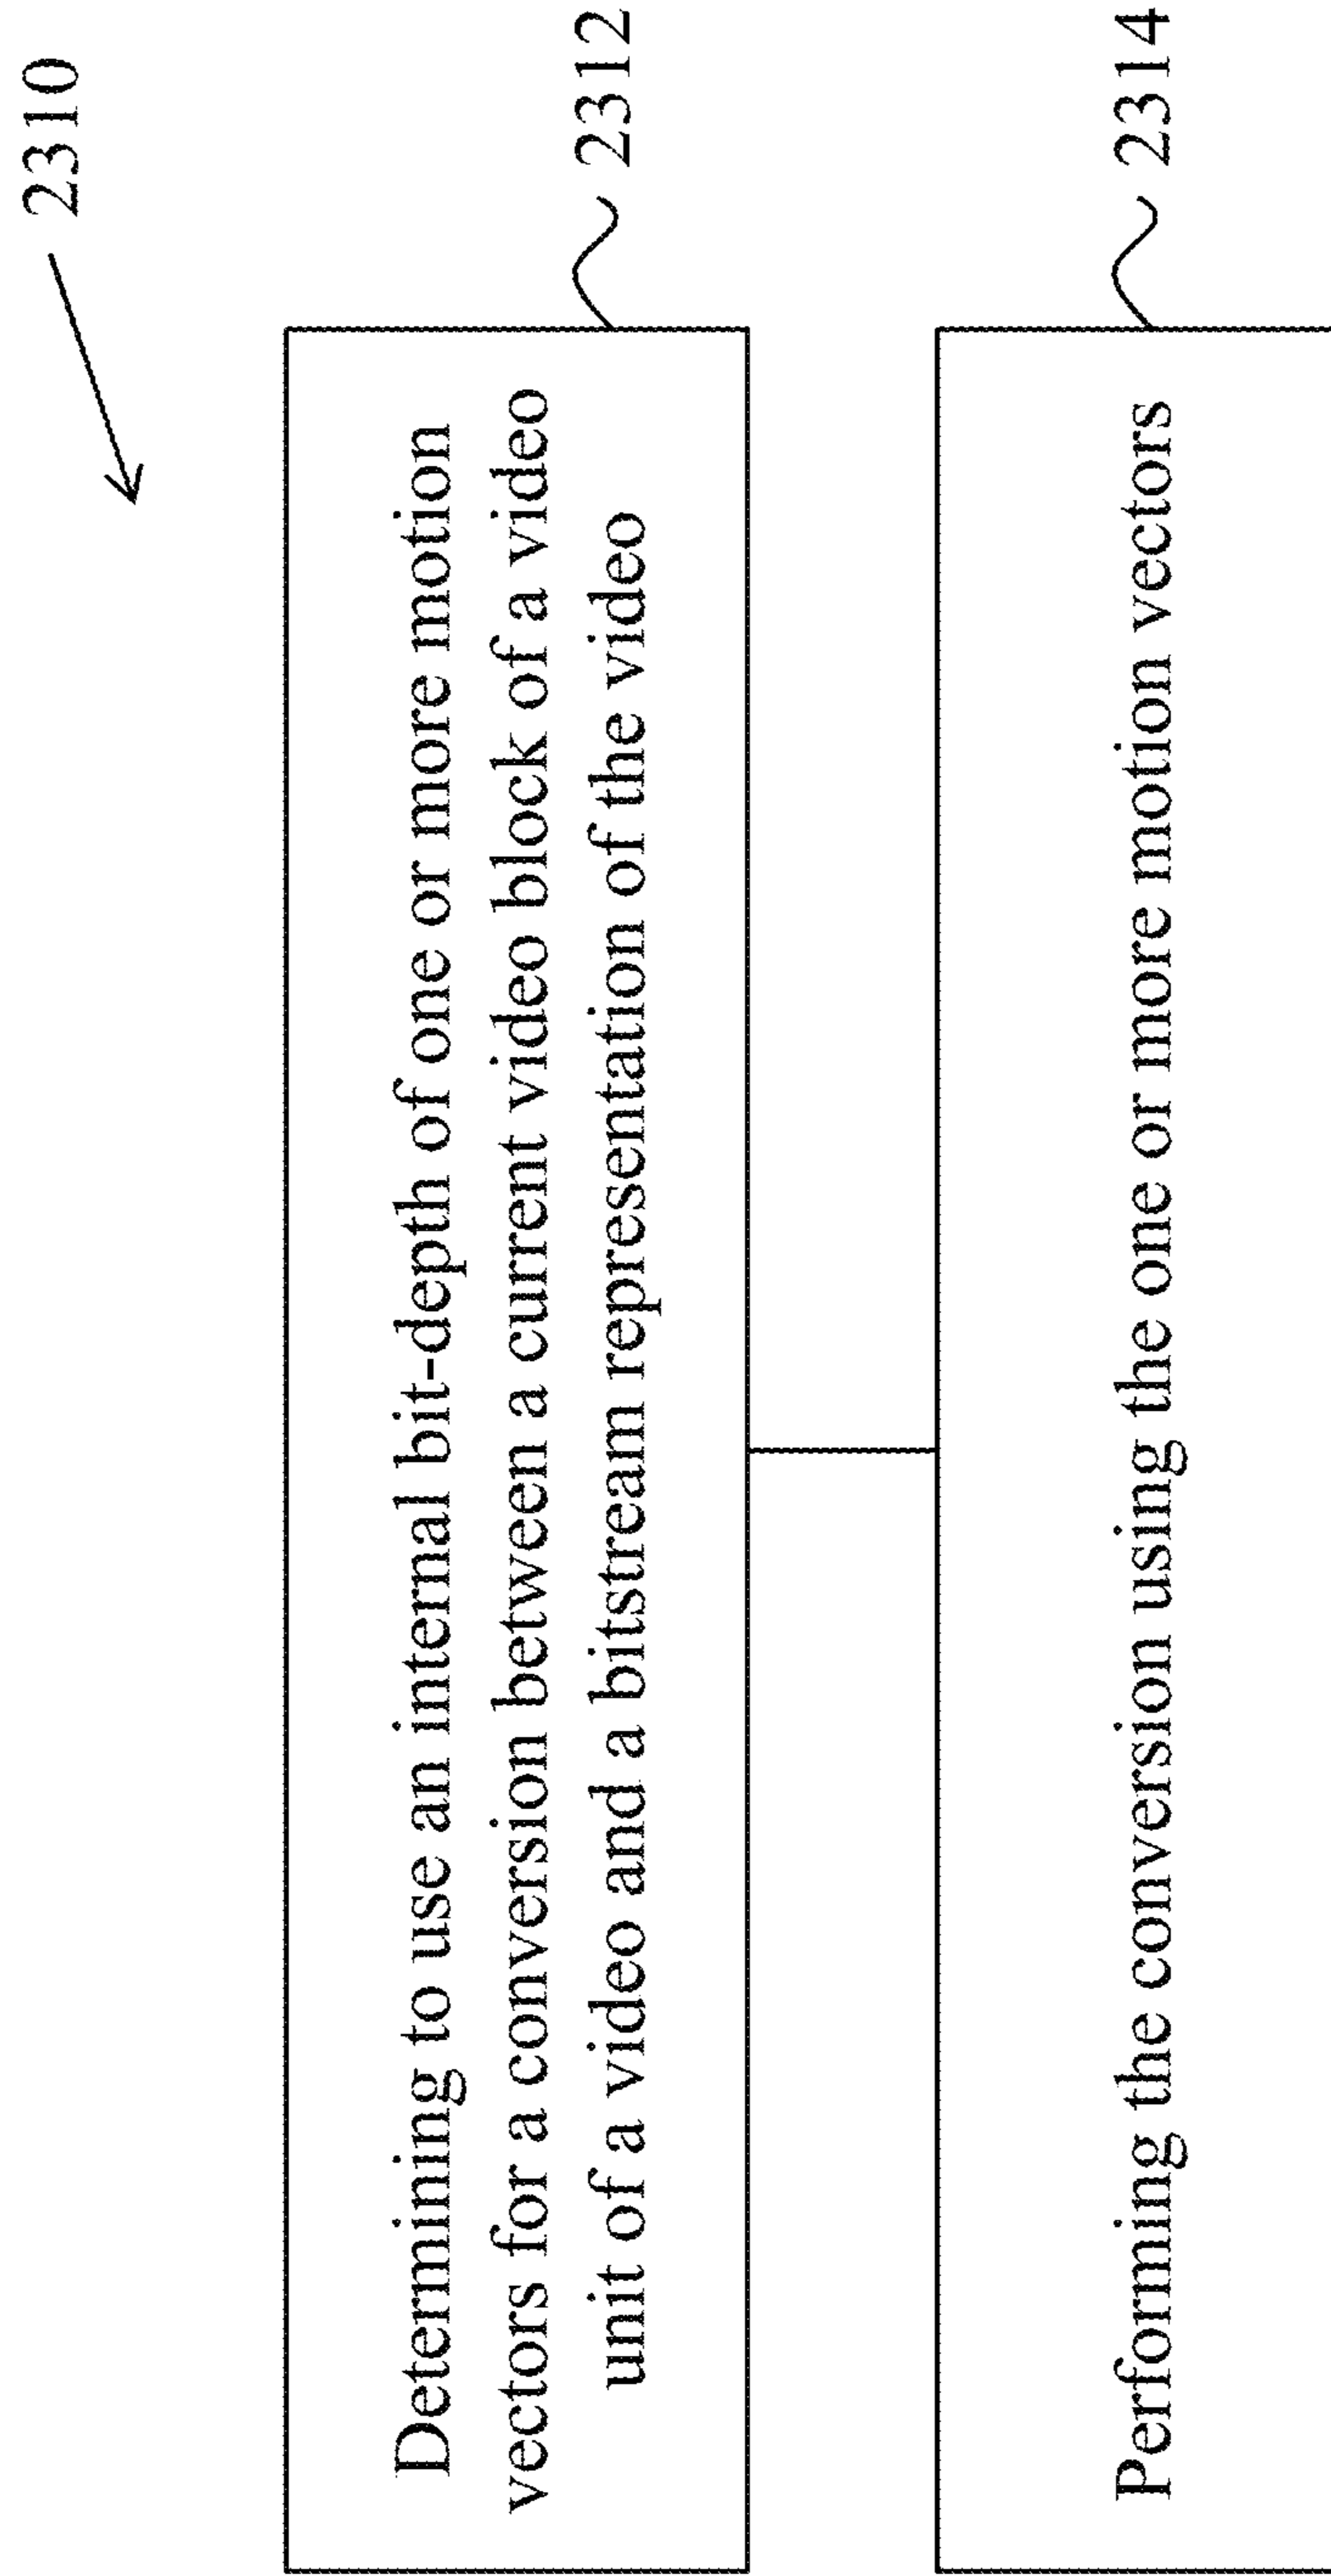 2310
Determining to use an internal bit-depth of one or more motion
vectors for a conversion between a current video block of a video
unit of a video and a bitstream representation of the video
2312
Performing the conversion using the one or more motion vectors
2314